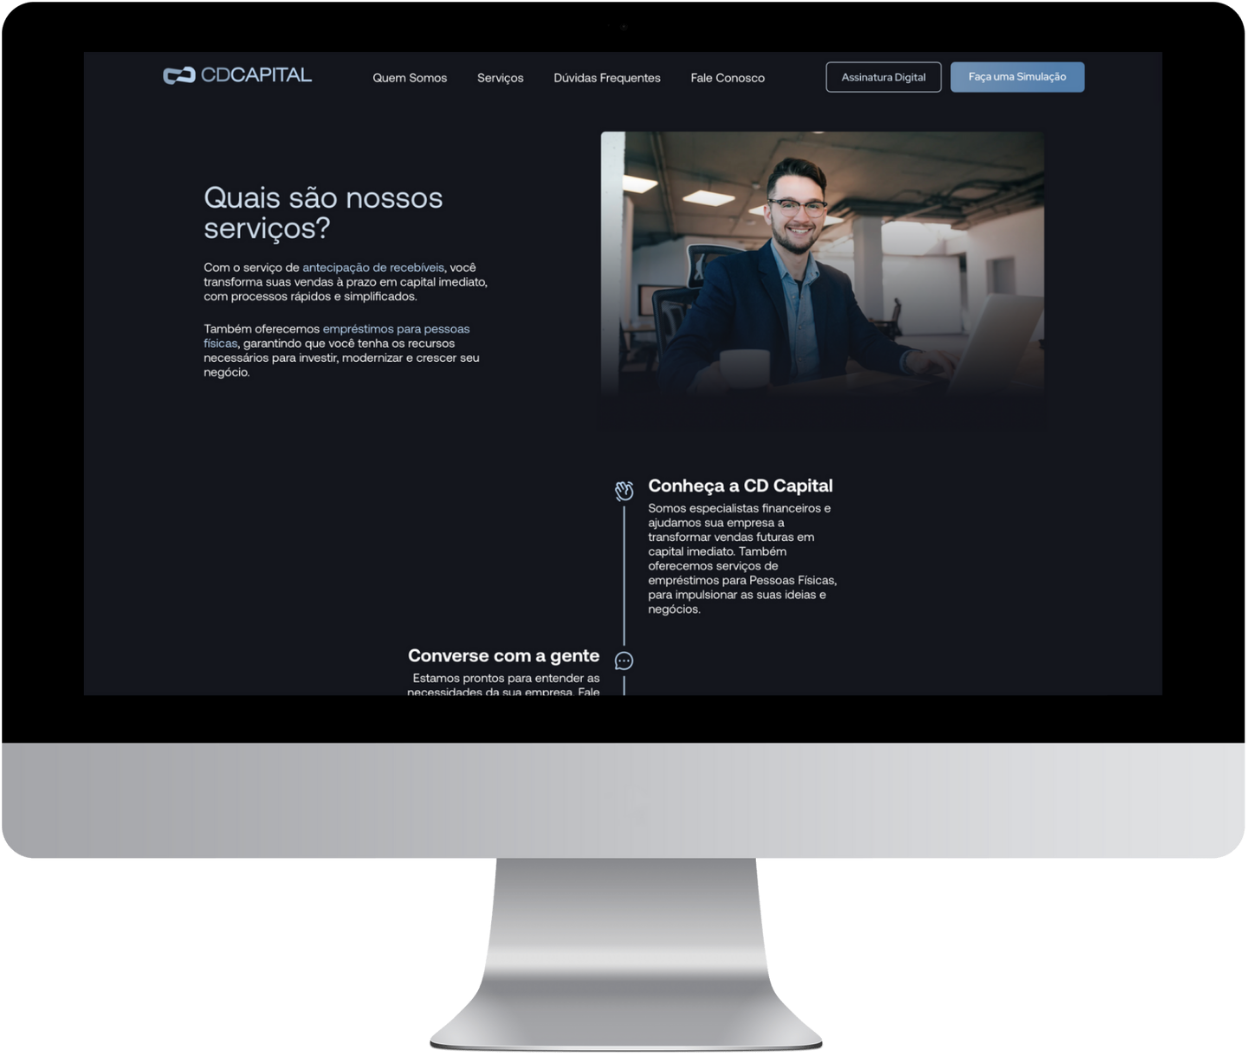 CDCAPITAL
Quem Somos
Serviços
Dúvidas Frequentes
Fale Conosco
Assinatura Digital
Faça uma Simulação
Quais são nossos
serviços?
Com o serviço de antecipação de recebíveis, você
transforma suas vendas à prazo em capital imediato,
com processos rápidos e simplificados.
Também oferecemos empréstimos para pessoas
físicas, garantindo que você tenha os recursos
necessários para investir, modernizar e crescer seu
negócio.
Conheça a CD Capital
Somos especialistas financeiros e
ajudamos sua empresa a
transformar vendas futuras em
capital imediato. Também
oferecemos serviços de
empréstimos para Pessoas Físicas,
para impulsionar as suas ideias e
negócios.
Converse com a gente
Estamos prontos para entender as
necessidades da sua empresa. Fale